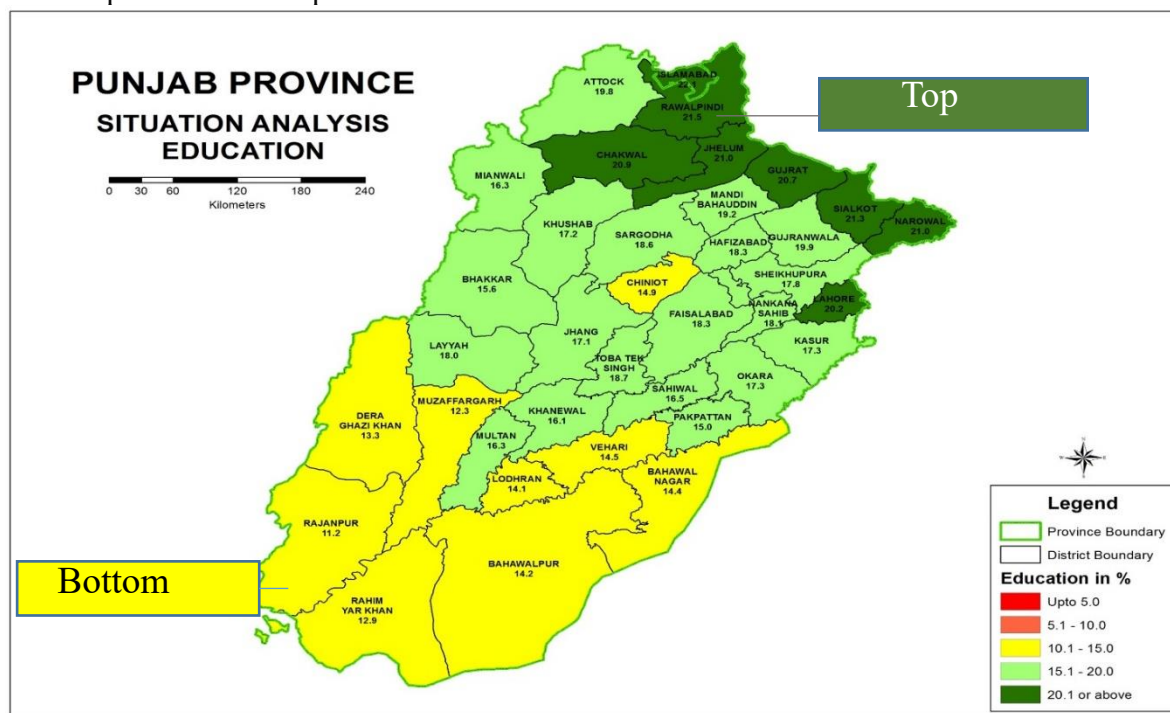 PUNJAB PROVINCE
SITUATION ANALYSIS
EDUCATION
0 30 60 120 180 240
Kilometers
Top
Bottom
ATTOCK
19.8
ISLAMABAD
22.1
RAWALPINDI
21.5
CHAKWAL
20.9
JHELUM
21.0
GUJRAT
20.7
SIALKOT
21.3
NAROWAL
21.0
MIANWALI
16.3
KHUSHAB
17.2
MANDI
BAHAUDDIN
19.2
SARGODHA
18.6
HAFIZABAD
18.3
GUJRANWALA
19.9
SHEIKHUPURA
17.8
BHAKKAR
15.6
CHINIOT
14.9
LAHORE
20.2
NANKANA
SAHIB
18.1
FAISALABAD
18.3
JHANG
17.1
KASUR
17.3
LAYYAH
18.0
TOBA TEK
SINGH
18.7
OKARA
17.3
SAHIWAL
16.5
DERA
GHAZI KHAN
13.3
MUZAFFARGARH
12.3
KHANEWAL
16.1
PAKPATTAN
15.0
MULTAN
16.3
VEHARI
14.5
LODHRAN
14.1
BAHAWAL
NAGAR
14.4
RAJANPUR
11.2
BAHAWALPUR
14.2
RAHIM
YAR KHAN
12.9
Legend
Province Boundary
District Boundary
Education in %
Upto 5.0
5.1 - 10.0
10.1 - 15.0
15.1 - 20.0
20.1 or above